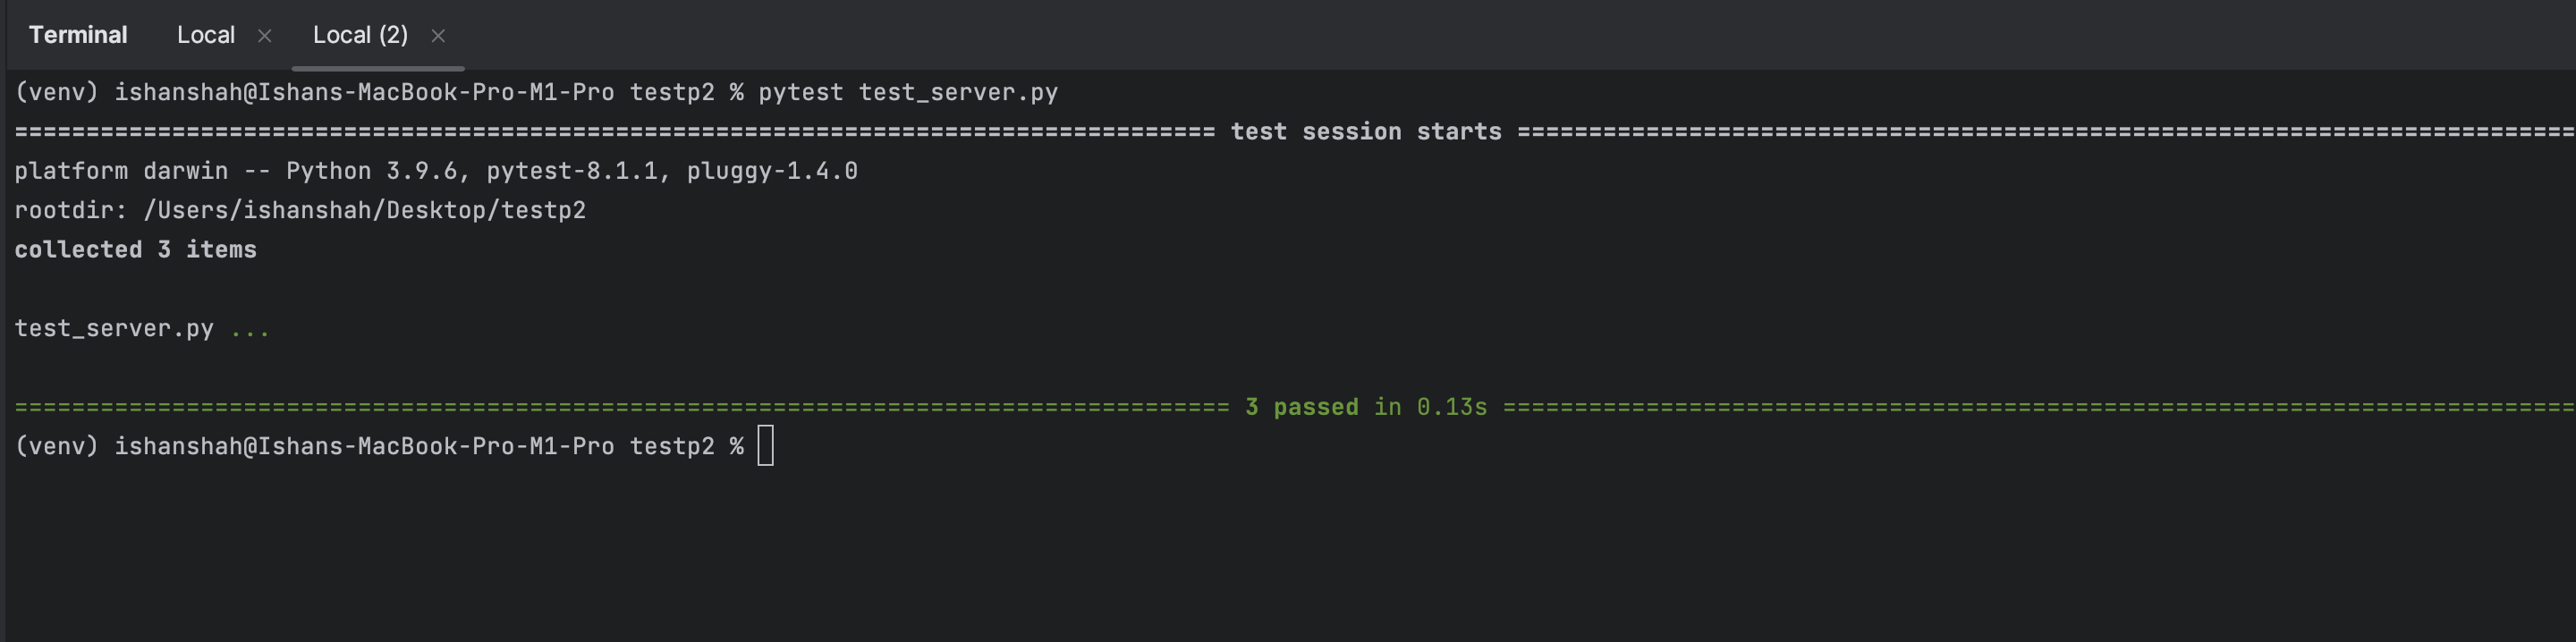 Terminal Local × Local (2) ×
(venv) ishanshah@Ishans-MacBook-Pro-M1-Pro testp2 % pytest test_server.py
==================================================================================== test session starts ==========================================================================
platform darwin -- Python 3.9.6, pytest-8.1.1, pluggy-1.4.0
rootdir: /Users/ishanshah/Desktop/testp2
collected 3 items
test_server.py ...
===================================================================================== 3 passed in 0.13s ===========================================================================
(venv) ishanshah@Ishans-MacBook-Pro-M1-Pro testp2 %